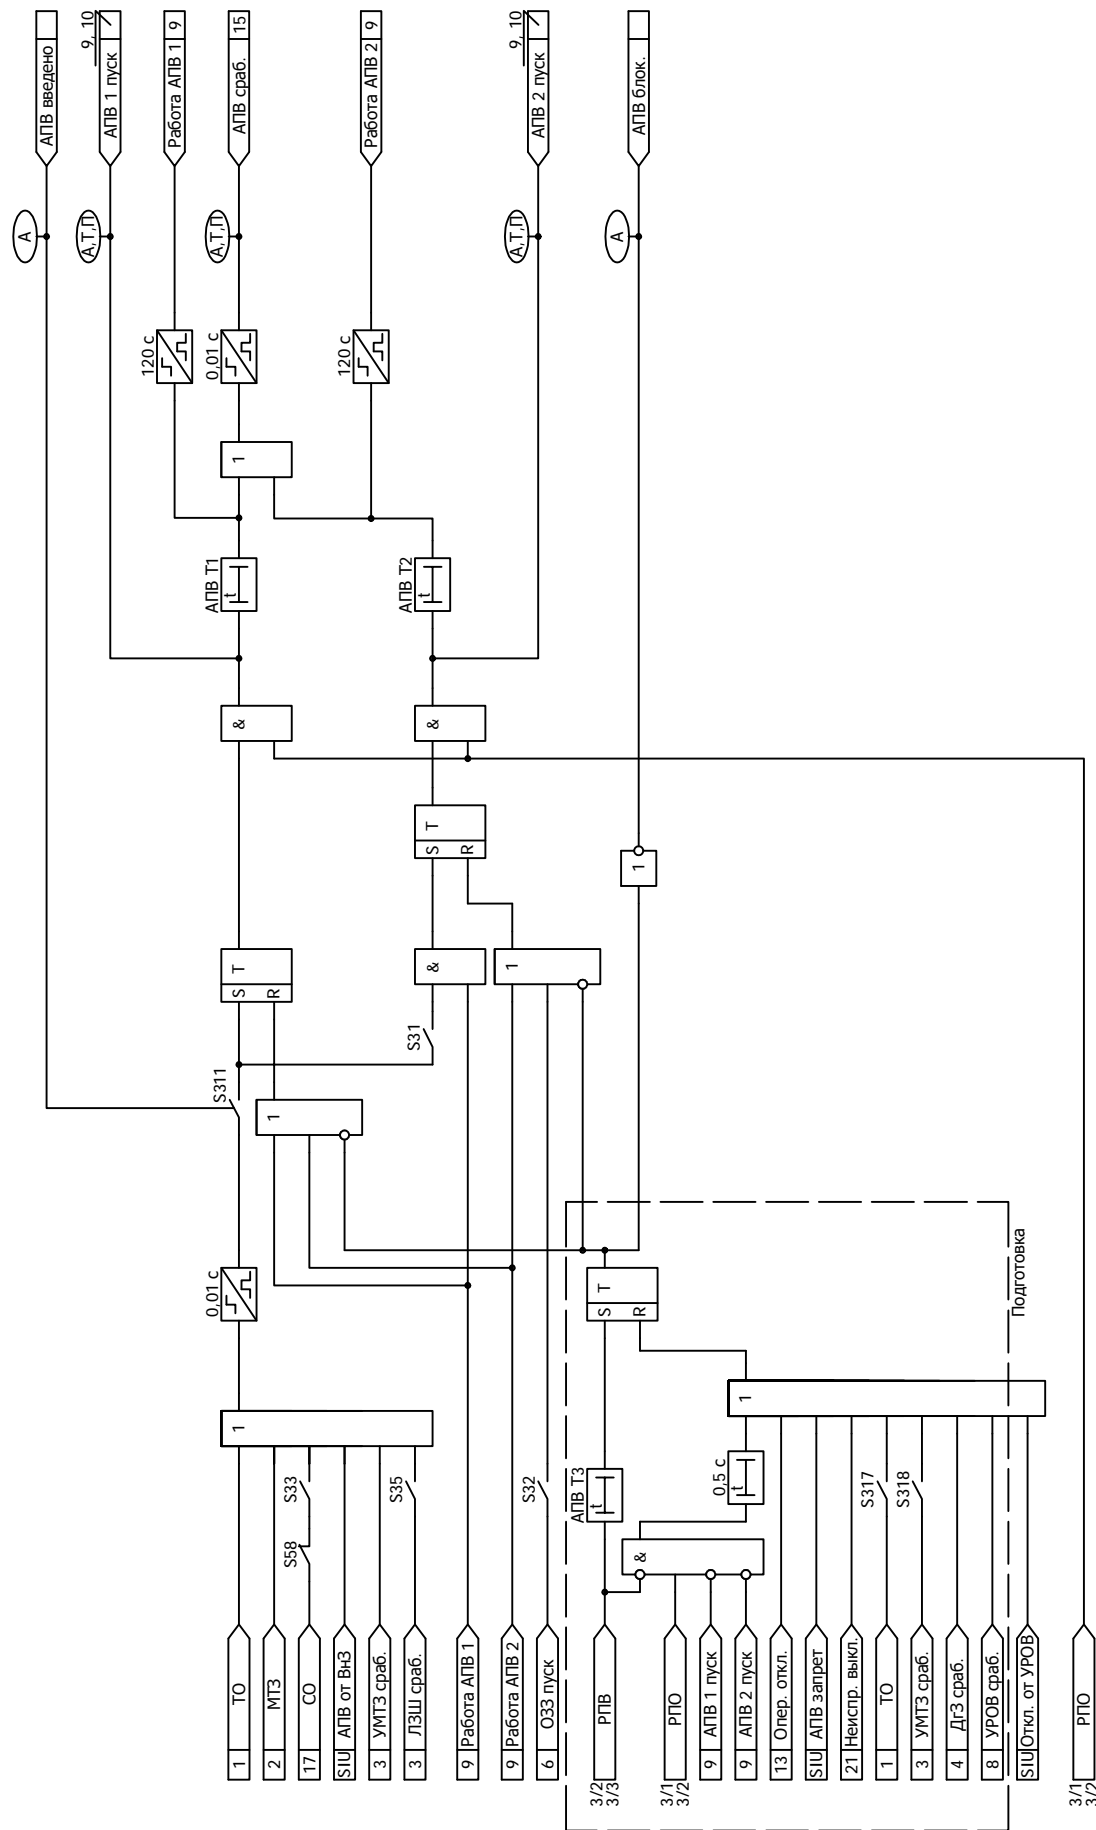 АПВ введено
АПВ 1 пуск
9, 10
Работа АПВ 1
9
АПВ сраб.
15
Работа АПВ 2
9
АПВ 2 пуск
9, 10
АПВ блок.
А
А,Т,П
А,Т,П
А,Т,П
А
120 с
0,01 с
120 с
1
АПВ Т1
t
АПВ Т2
t
&
&
S
T
R
1
S
T
R
&
1
S31
S311
1
0,01 с
S
T
R
Подготовка
1
1
S33
S58
S35
S32
АПВ Т3
t
0,5 с
t
S317
S318
&
1
ТО
2
МТЗ
17
СО
SIU
АПВ от ВнЗ
3
УМТЗ сраб.
3
ЛЗШ сраб.
9
Работа АПВ 1
9
Работа АПВ 2
6
ОЗЗ пуск
3/2
3/3
РПВ
3/1
3/2
РПО
9
АПВ 1 пуск
9
АПВ 2 пуск
13
Опер. откл.
SIU
АПВ запрет
21
Неиспр. выкл.
1
ТО
3
УМТЗ сраб.
4
ДгЗ сраб.
8
УРОВ сраб.
SIU
Откл. от УРОВ
3/1
3/2
РПО